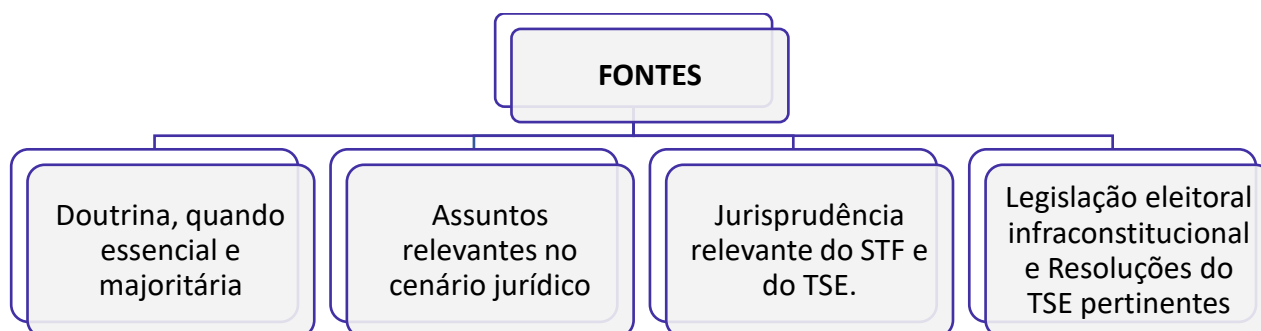 FONTES
Doutrina, quando
essencial e
majoritária
Assuntos
relevantes no
cenário jurídico
Jurisprudência
relevante do STF e
do TSE.
Legislação eleitoral
infraconstitucional
e Resoluções do
TSE pertinentes